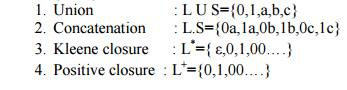 1. Union : L U S={0,1,a,b,c}
2. Concatenation : L.S={0a,1a,0b,1b,0c,1c}
3. Kleene closure : L*={ ε,0,1,00….}
4. Positive closure : L⁺={0,1,00….}